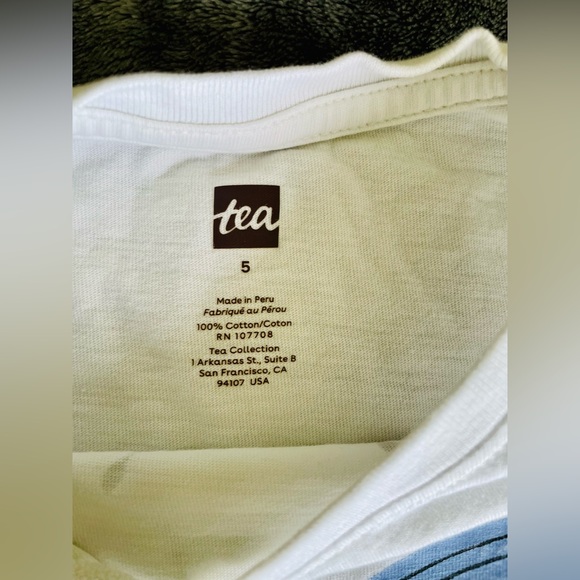 tea
5
Made in Peru
Fabriqué au Pérou
100% Cotton/Coton
RN 107708
Tea Collection
1 Arkansas St., Suite B
San Francisco, CA
94107 USA